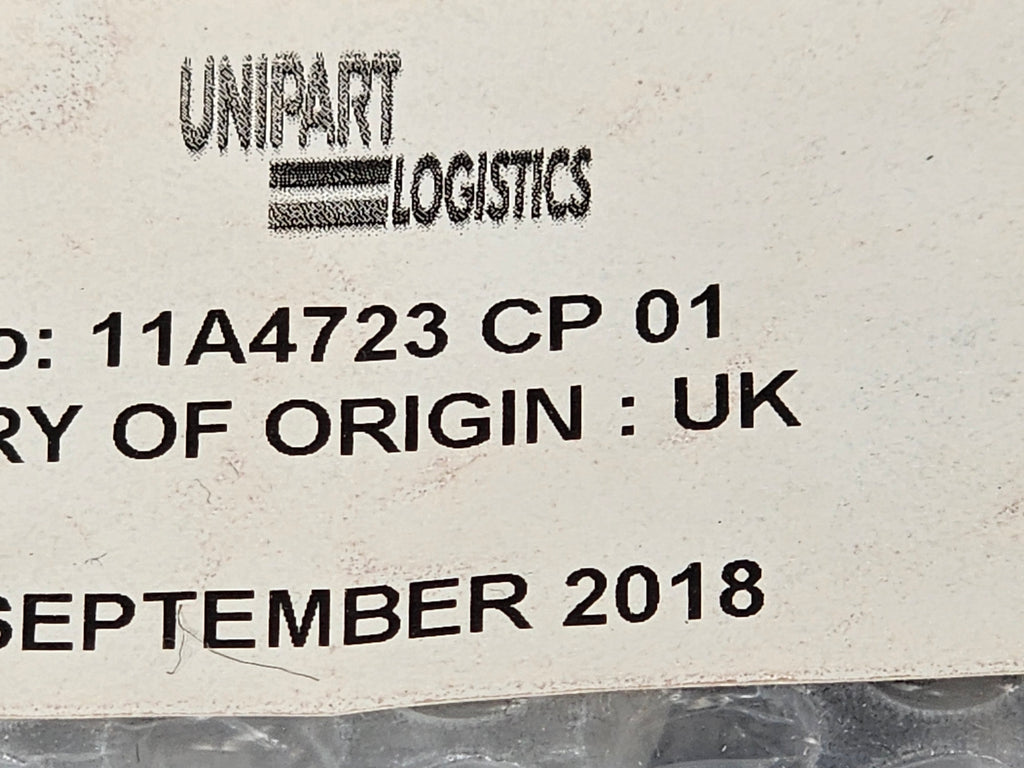 UNIPART
LOGISTICS
o: 11A4723 CP 01
RY OF ORIGIN : UK
SEPTEMBER 2018